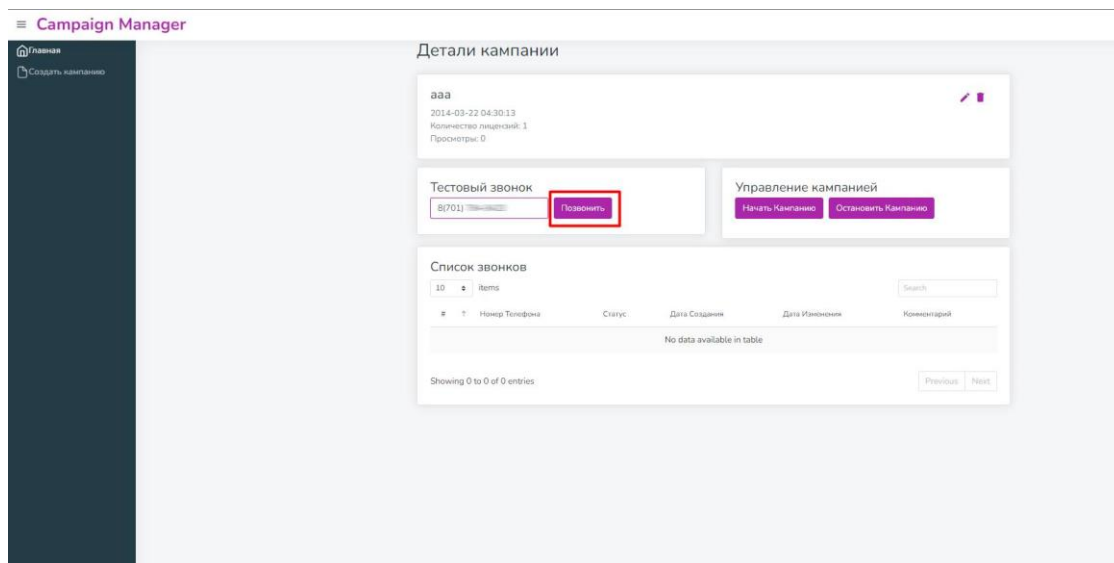 Campaign Manager
Главная
Создать кампанию
Детали кампании
aaa
2014-03-22 04:30:13
Количество лицензий: 1
Просмотры: 0
Тестовый звонок
8(701)
Позвонить
Управление кампанией
Начать Кампанию Остановить Кампанию
Список звонков
10 items
Search
# ? Номер Телефона Статус Дата Создания Дата Изменения Комментарий
No data available in table
Showing 0 to 0 of 0 entries
Previous Next